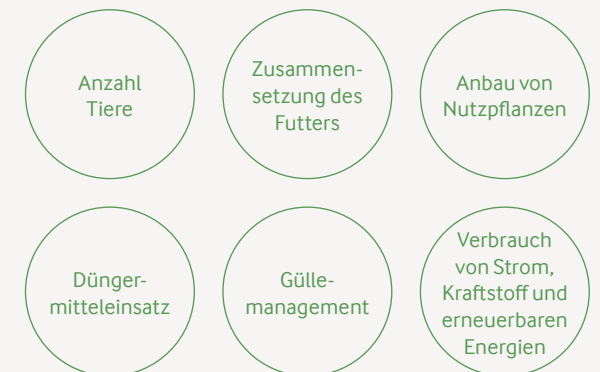 Anzahl
Tiere
Zusammen-
setzung des
Futters
Anbau von
Nutzpflanzen
Dünger-
mitteleinsatz
Gülle-
management
Verbrauch
von Strom,
Kraftstoff und
erneuerbaren
Energien